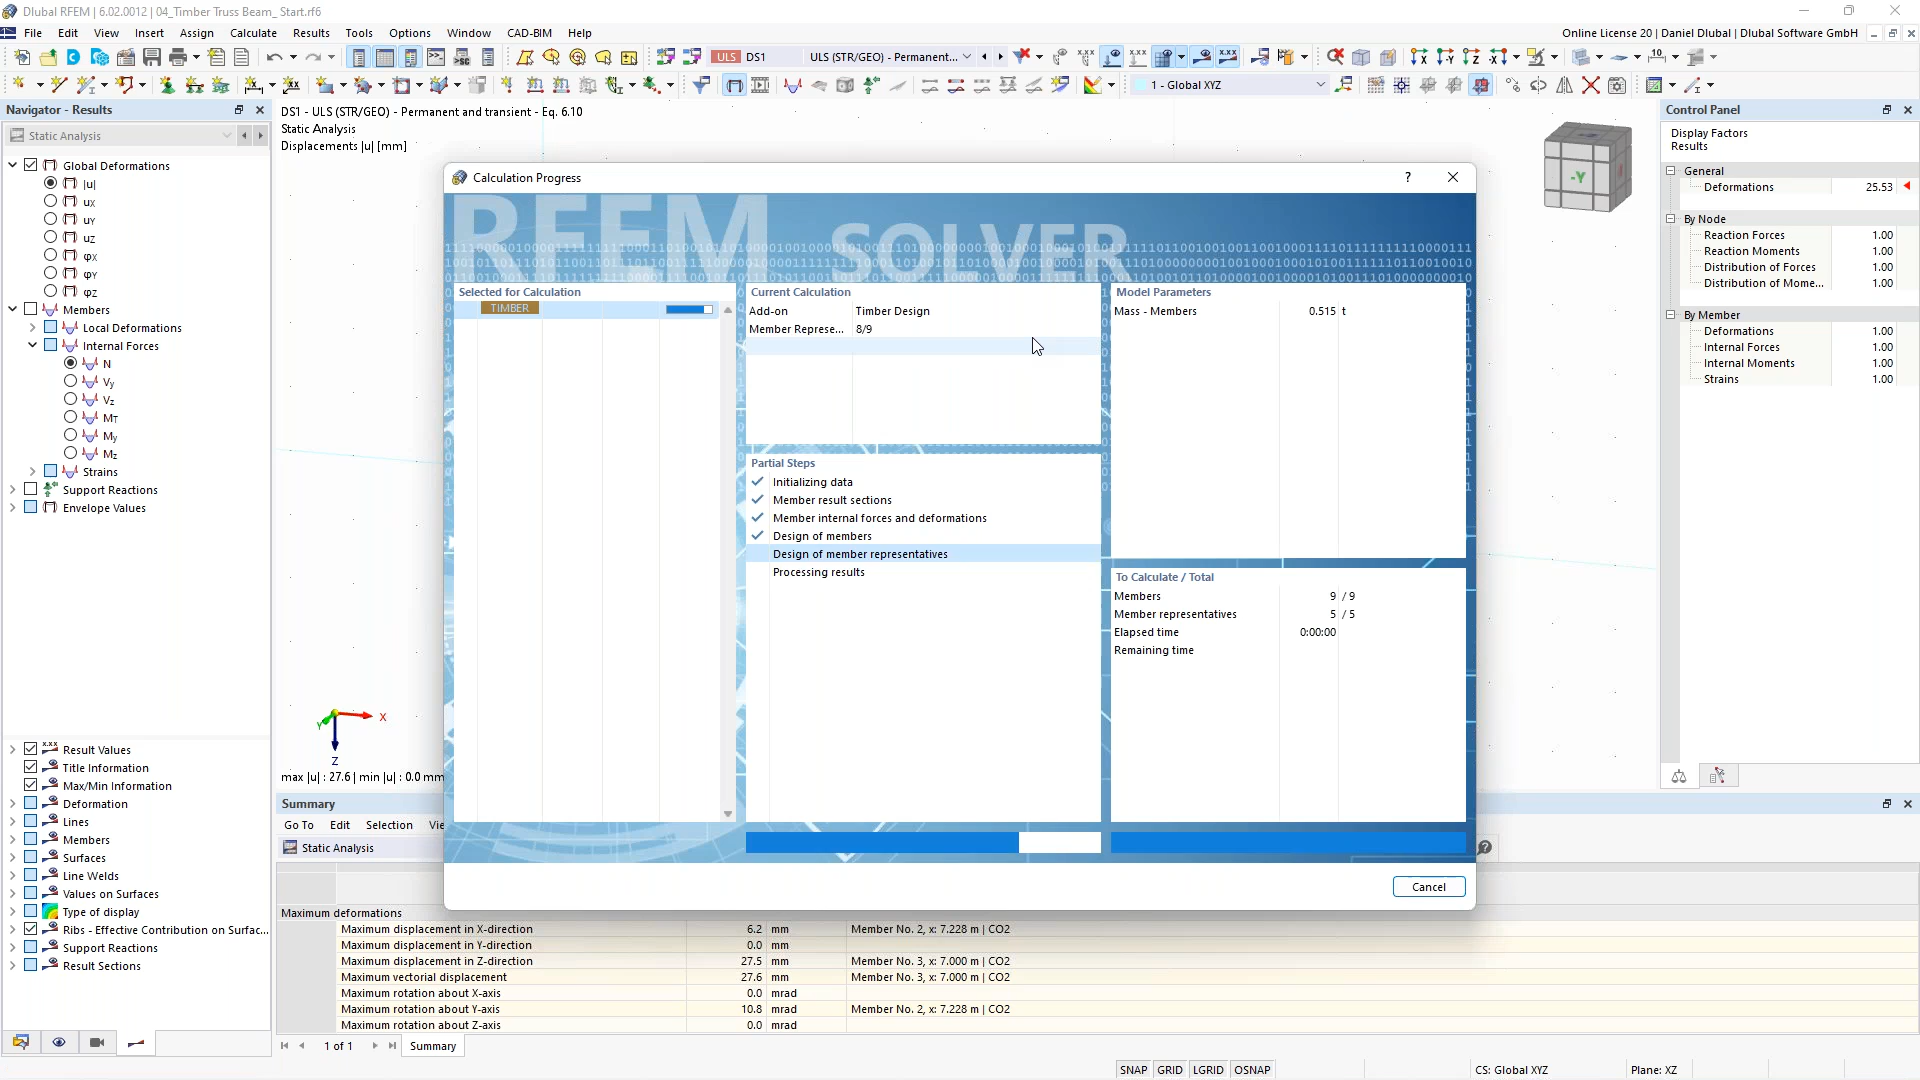 Dlubal RFEM | 6.02.0012 | 04_Timber Truss Beam_ Start.rf6
File Edit View Insert Assign Calculate Results Tools Options Window CAD-BIM Help
Online License 20 | Daniel Dlubal | Dlubal Software GmbH
ULS DS1 ULS (STR/GEO) - Permanent...
1 - Global XYZ
Navigator - Results
Static Analysis
Global Deformations
|u|
uX
uY
uZ
φX
φY
φZ
Members
Local Deformations
Internal Forces
N
Vy
Vz
MT
My
Mz
Strains
Support Reactions
Envelope Values
Result Values
Title Information
Max/Min Information
Deformation
Lines
Members
Surfaces
Line Welds
Values on Surfaces
Type of display
Ribs - Effective Contribution on Surfac...
Support Reactions
Result Sections
DS1 - ULS (STR/GEO) - Permanent and transient - Eq. 6.10
Static Analysis
Displacements |u| [mm]
X
Y
Z
max |u| : 27.6 | min |u| : 0.0 mm
-Y
Calculation Progress
?
RFEM SOLVER
Selected for Calculation
TIMBER
Current Calculation
Add-on Timber Design
Member Represe... 8/9
Partial Steps
Initializing data
Member result sections
Member internal forces and deformations
Design of members
Design of member representatives
Processing results
Model Parameters
Mass - Members 0.515 t
To Calculate / Total
Members 9 / 9
Member representatives 5 / 5
Elapsed time 0:00:00
Remaining time
Cancel
Control Panel
Display Factors
Results
General
Deformations 25.53
By Node
Reaction Forces 1.00
Reaction Moments 1.00
Distribution of Forces 1.00
Distribution of Mome... 1.00
By Member
Deformations 1.00
Internal Forces 1.00
Internal Moments 1.00
Strains 1.00
Summary
Go To Edit Selection
Static Analysis
Maximum deformations
Maximum displacement in X-direction 6.2 mm Member No. 2, x: 7.228 m | CO2
Maximum displacement in Y-direction 0.0 mm
Maximum displacement in Z-direction 27.5 mm Member No. 3, x: 7.000 m | CO2
Maximum vectorial displacement 27.6 mm Member No. 3, x: 7.000 m | CO2
Maximum rotation about X-axis 0.0 mrad
Maximum rotation about Y-axis 10.8 mrad Member No. 2, x: 7.228 m | CO2
Maximum rotation about Z-axis 0.0 mrad
1 of 1 Summary
SNAP GRID LGRID OSNAP CS: Global XYZ Plane: XZ